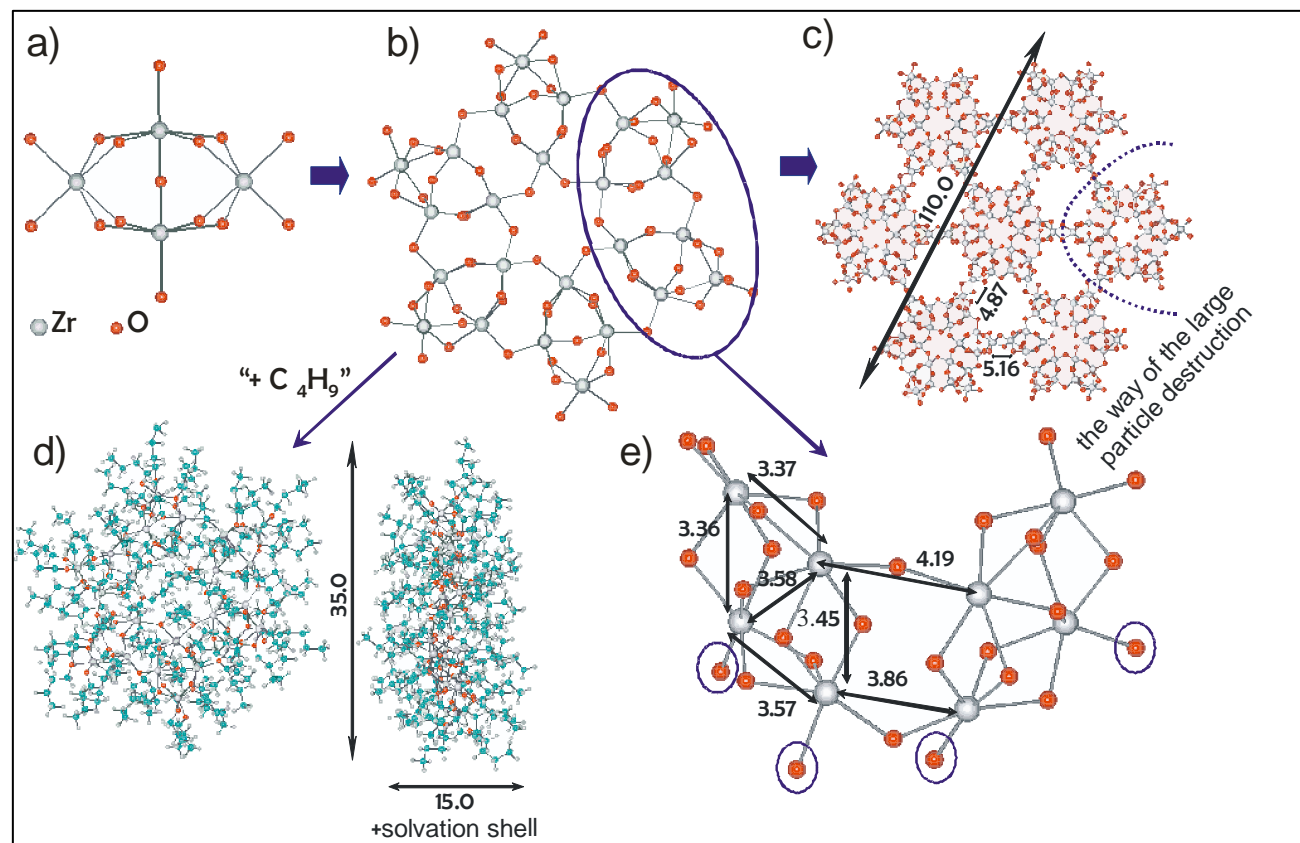 a)
b)
c)
Zr
O
110.0
4.87
5.16
the way of the large
particle destruction
"+ C 4H9"
d)
35.0
15.0
+solvation shell
e)
3.37
3.36
3.58
4.19
3.45
3.86
3.57